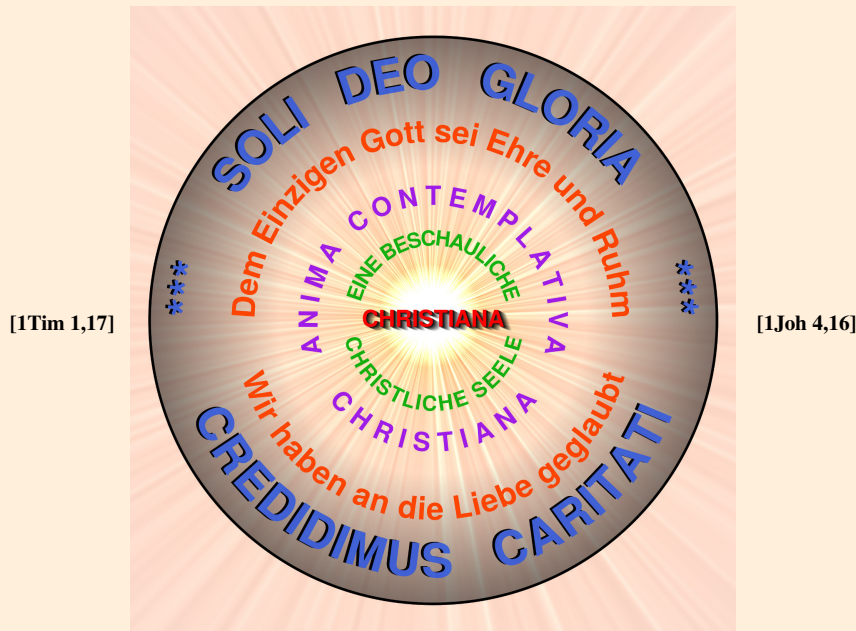 SOLI DEO GLORIA
Dem Einzigen Gott sei Ehre und Ruhm
ANIMA CONTEMPLATIVA
EINE BESCHAULICHE
***
***
[1Tim 1,17]
CHRISTIANA
[1Joh 4,16]
CHRISTLICHE SEELE
CHRISTIANA
Wir haben an die Liebe geglaubt
CREDIDIMUS CARITATI